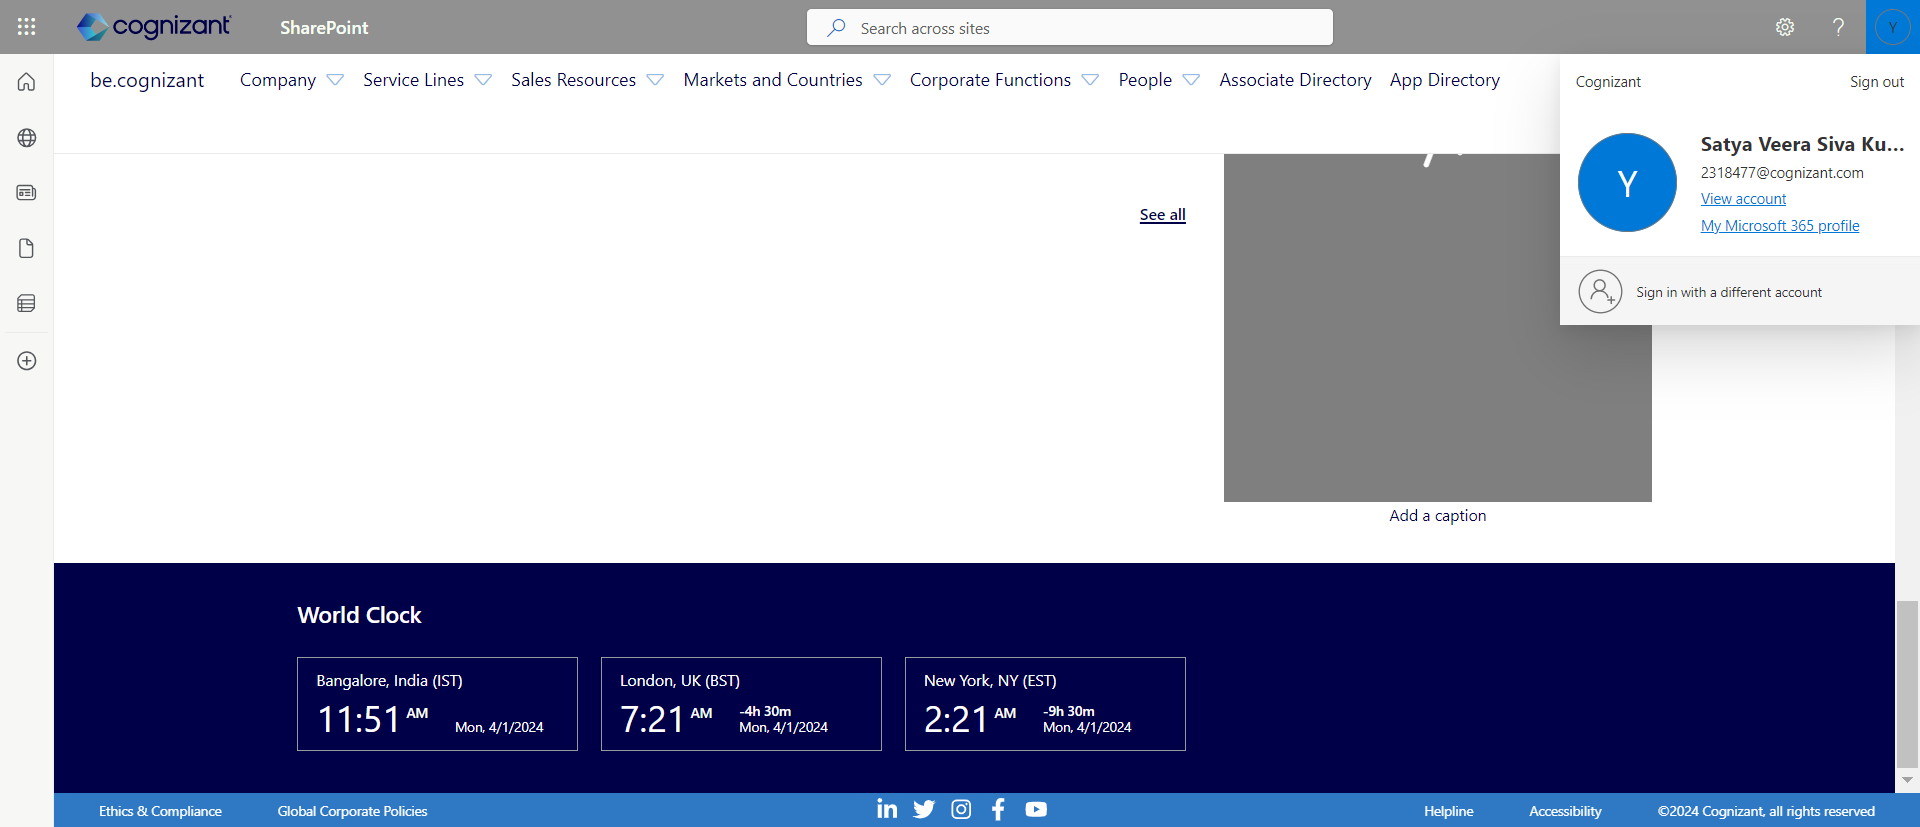 cognizant
SharePoint
Search across sites
?
Y
be.cognizant
Company
Service Lines
Sales Resources
Markets and Countries
Corporate Functions
People
Associate Directory
App Directory
Cognizant
Sign out
Y
Satya Veera Siva Ku...
2318477@cognizant.com
View account
My Microsoft 365 profile
Sign in with a different account
See all
Add a caption
World Clock
Bangalore, India (IST)
11:51 AM
Mon, 4/1/2024
London, UK (BST)
7:21 AM
-4h 30m
Mon, 4/1/2024
New York, NY (EST)
2:21 AM
-9h 30m
Mon, 4/1/2024
Ethics & Compliance
Global Corporate Policies
Helpline
Accessibility
©2024 Cognizant, all rights reserved